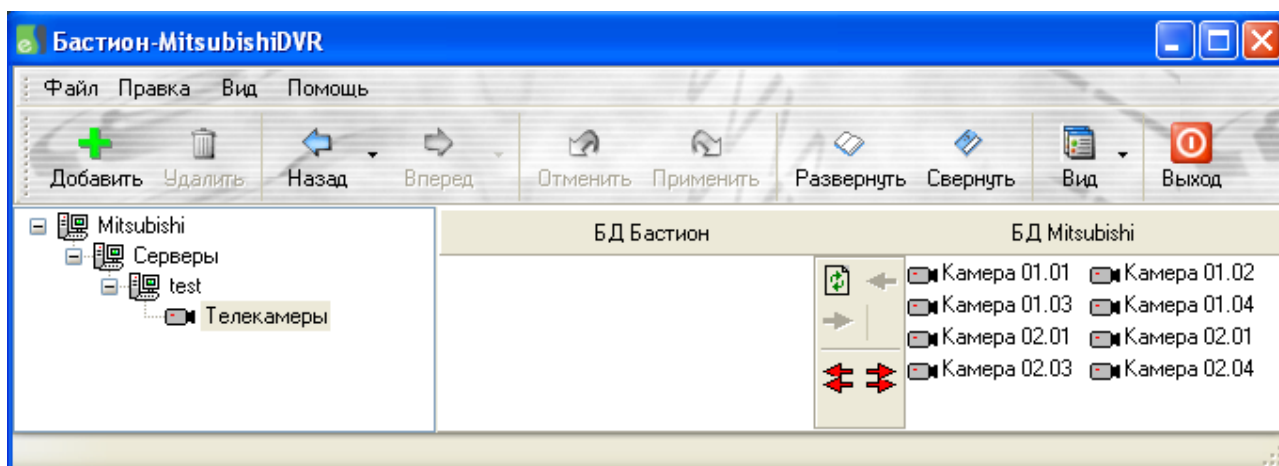 Бастион-MitsubishiDVR
Файл Правка Вид Помощь
Добавить Удалить Назад Вперед Отменить Применить Развернуть Свернуть Вид Выход
Mitsubishi
Серверы
test
Телекамеры
БД Бастион БД Mitsubishi
Камера 01.01 Камера 01.02
Камера 01.03 Камера 01.04
Камера 02.01 Камера 02.01
Камера 02.03 Камера 02.04